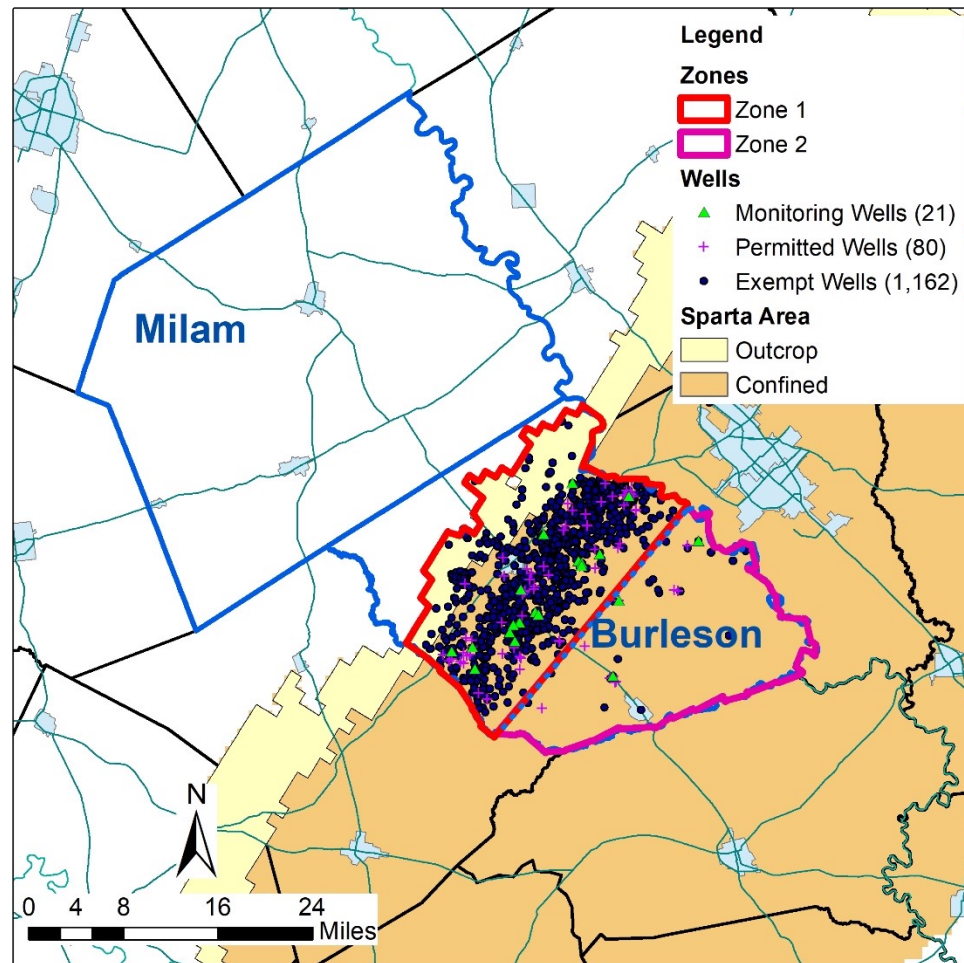 Legend
Zones
Zone 1
Zone 2
Wells
Monitoring Wells (21)
Permitted Wells (80)
Exempt Wells (1,162)
Sparta Area
Outcrop
Confined
Milam
Burleson
N
0 4 8 16 24
Miles